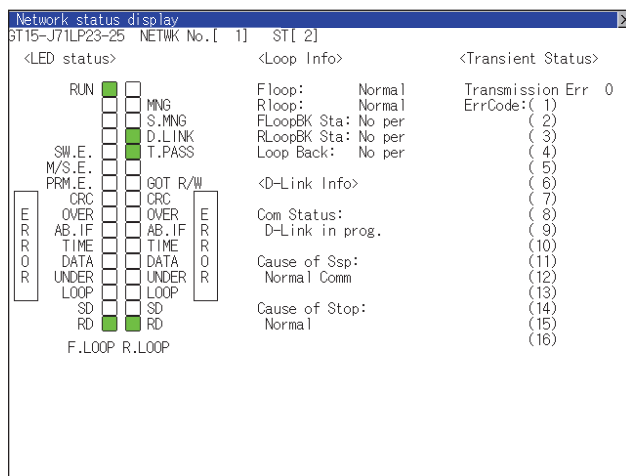 Network status display
GT15-J71LP23-25 NETWK No.[ 1] ST[ 2]
<LED status> <Loop Info> <Transient Status>
RUN Floop: Normal Transmission Err 0
MNG Rloop: Normal ErrCode:( 1)
S.MNG FLoopBK Sta: No per ( 2)
D.LINK RLoopBK Sta: No per ( 3)
SW.E. T.PASS Loop Back: No per ( 4)
M/S.E. ( 5)
PRM.E. GOT R/W <D-Link Info> ( 6)
CRC CRC ( 7)
E OVER OVER E Com Status: ( 8)
R AB.IF AB.IF R D-Link in prog. ( 9)
R TIME TIME R (10)
O DATA DATA O Cause of Ssp: (11)
R UNDER UNDER R Normal Comm (12)
LOOP LOOP (13)
SD SD Cause of Stop: (14)
RD RD Normal (15)
(16)
F.LOOP R.LOOP